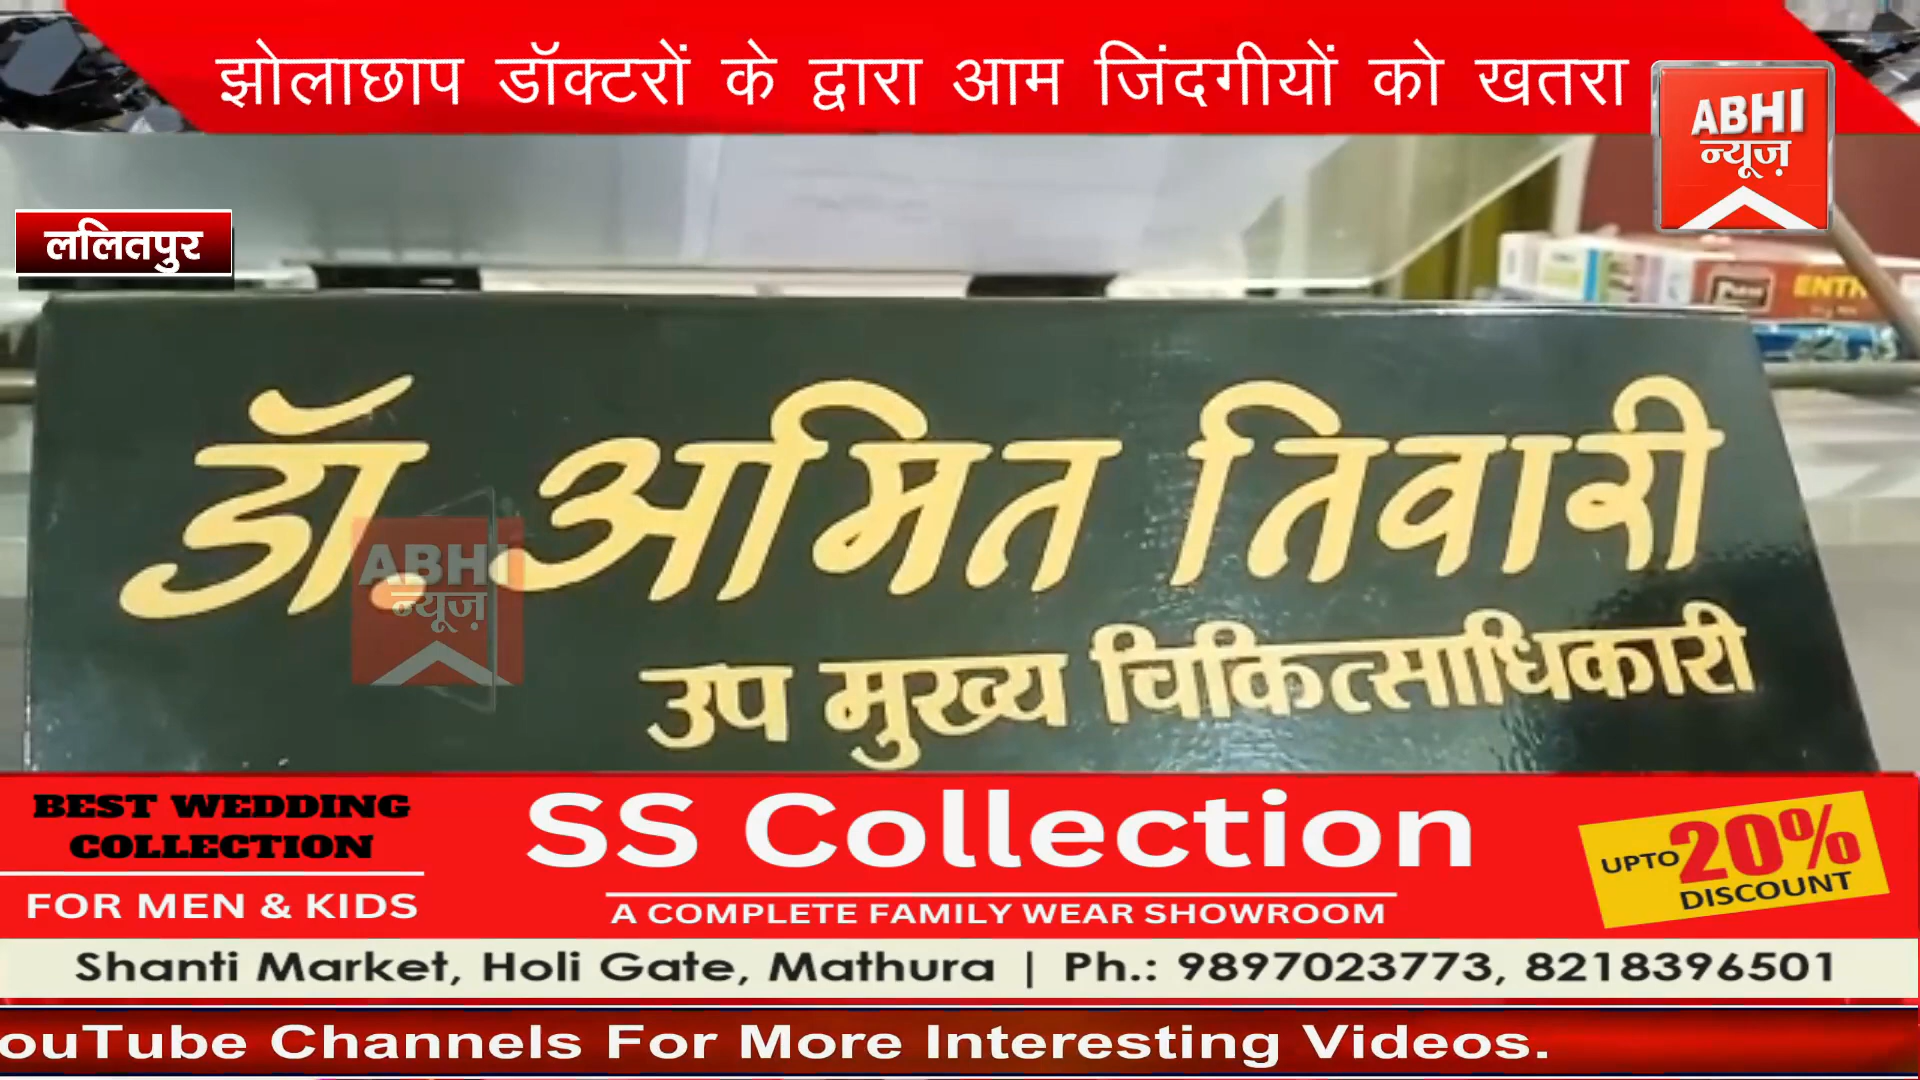 झोलाछाप डॉक्टरों के द्वारा आम जिंदगीयों को खतरा
ABHI
न्यूज़
ललितपुर
ENTR
डॉ. अमित तिवारी
ABHI
न्यूज़
उप मुख्य चिकित्साधिकारी
BEST WEDDING
COLLECTION
FOR MEN & KIDS
SS Collection
A COMPLETE FAMILY WEAR SHOWROOM
UPTO 20%
DISCOUNT
Shanti Market, Holi Gate, Mathura | Ph.: 9897023773, 8218396501
ouTube Channels For More Interesting Videos.